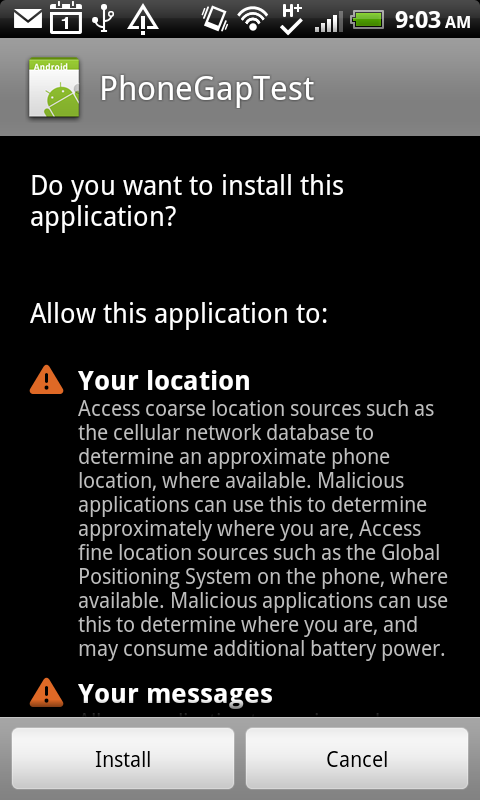 1
H+
9:03 AM
Android
PhoneGapTest
Do you want to install this
application?
Allow this application to:
Your location
Access coarse location sources such as
the cellular network database to
determine an approximate phone
location, where available. Malicious
applications can use this to determine
approximately where you are, Access
fine location sources such as the Global
Positioning System on the phone, where
available. Malicious applications can use
this to determine where you are, and
may consume additional battery power.
Your messages
Install
Cancel